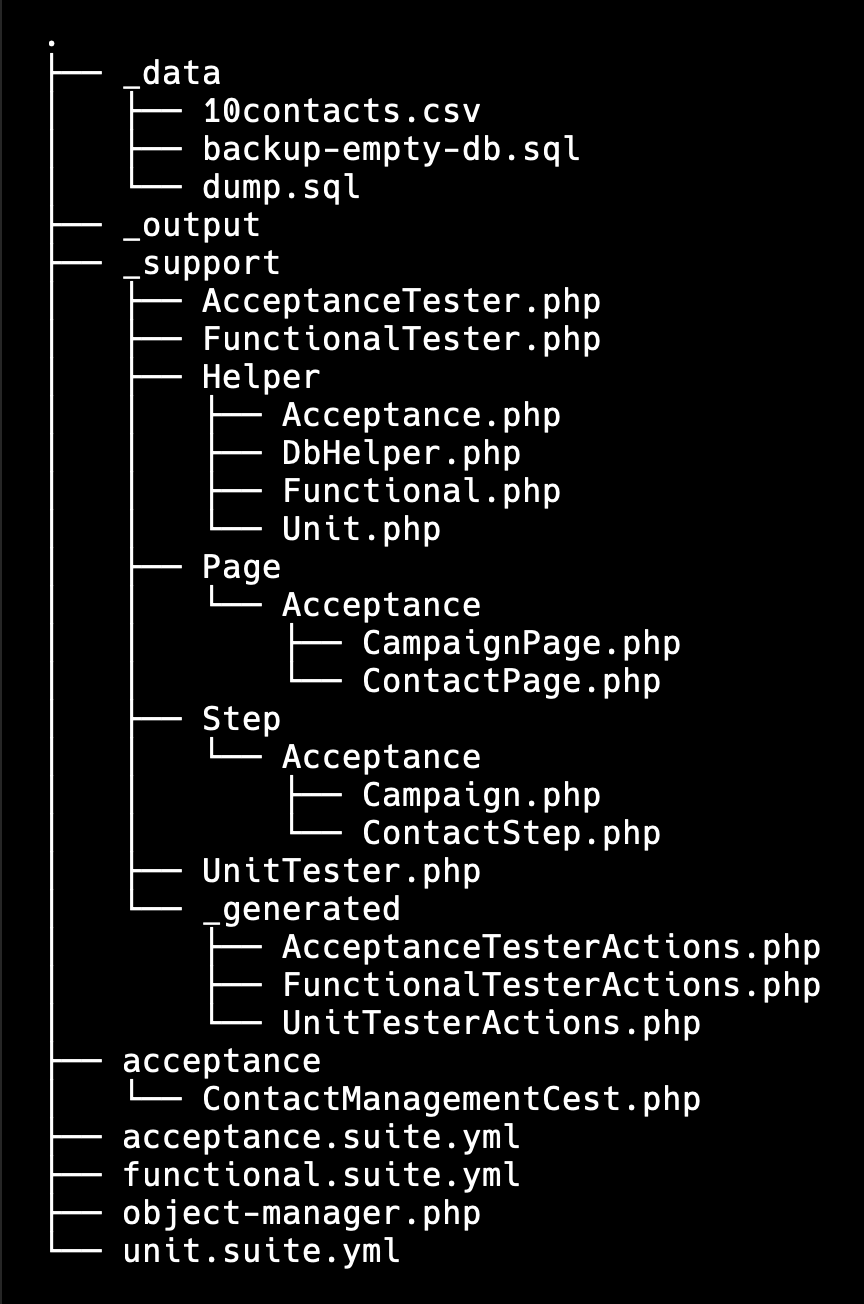 .
├── _data
│   ├── 10contacts.csv
│   ├── backup-empty-db.sql
│   └── dump.sql
├── _output
├── _support
│   ├── AcceptanceTester.php
│   ├── FunctionalTester.php
│   ├── Helper
│   │   ├── Acceptance.php
│   │   ├── DbHelper.php
│   │   ├── Functional.php
│   │   └── Unit.php
│   ├── Page
│   │   └── Acceptance
│   │       ├── CampaignPage.php
│   │       └── ContactPage.php
│   ├── Step
│   │   └── Acceptance
│   │       ├── Campaign.php
│   │       └── ContactStep.php
│   ├── UnitTester.php
│   └── _generated
│       ├── AcceptanceTesterActions.php
│       ├── FunctionalTesterActions.php
│       └── UnitTesterActions.php
├── acceptance
│   └── ContactManagementCest.php
├── acceptance.suite.yml
├── functional.suite.yml
├── object-manager.php
└── unit.suite.yml